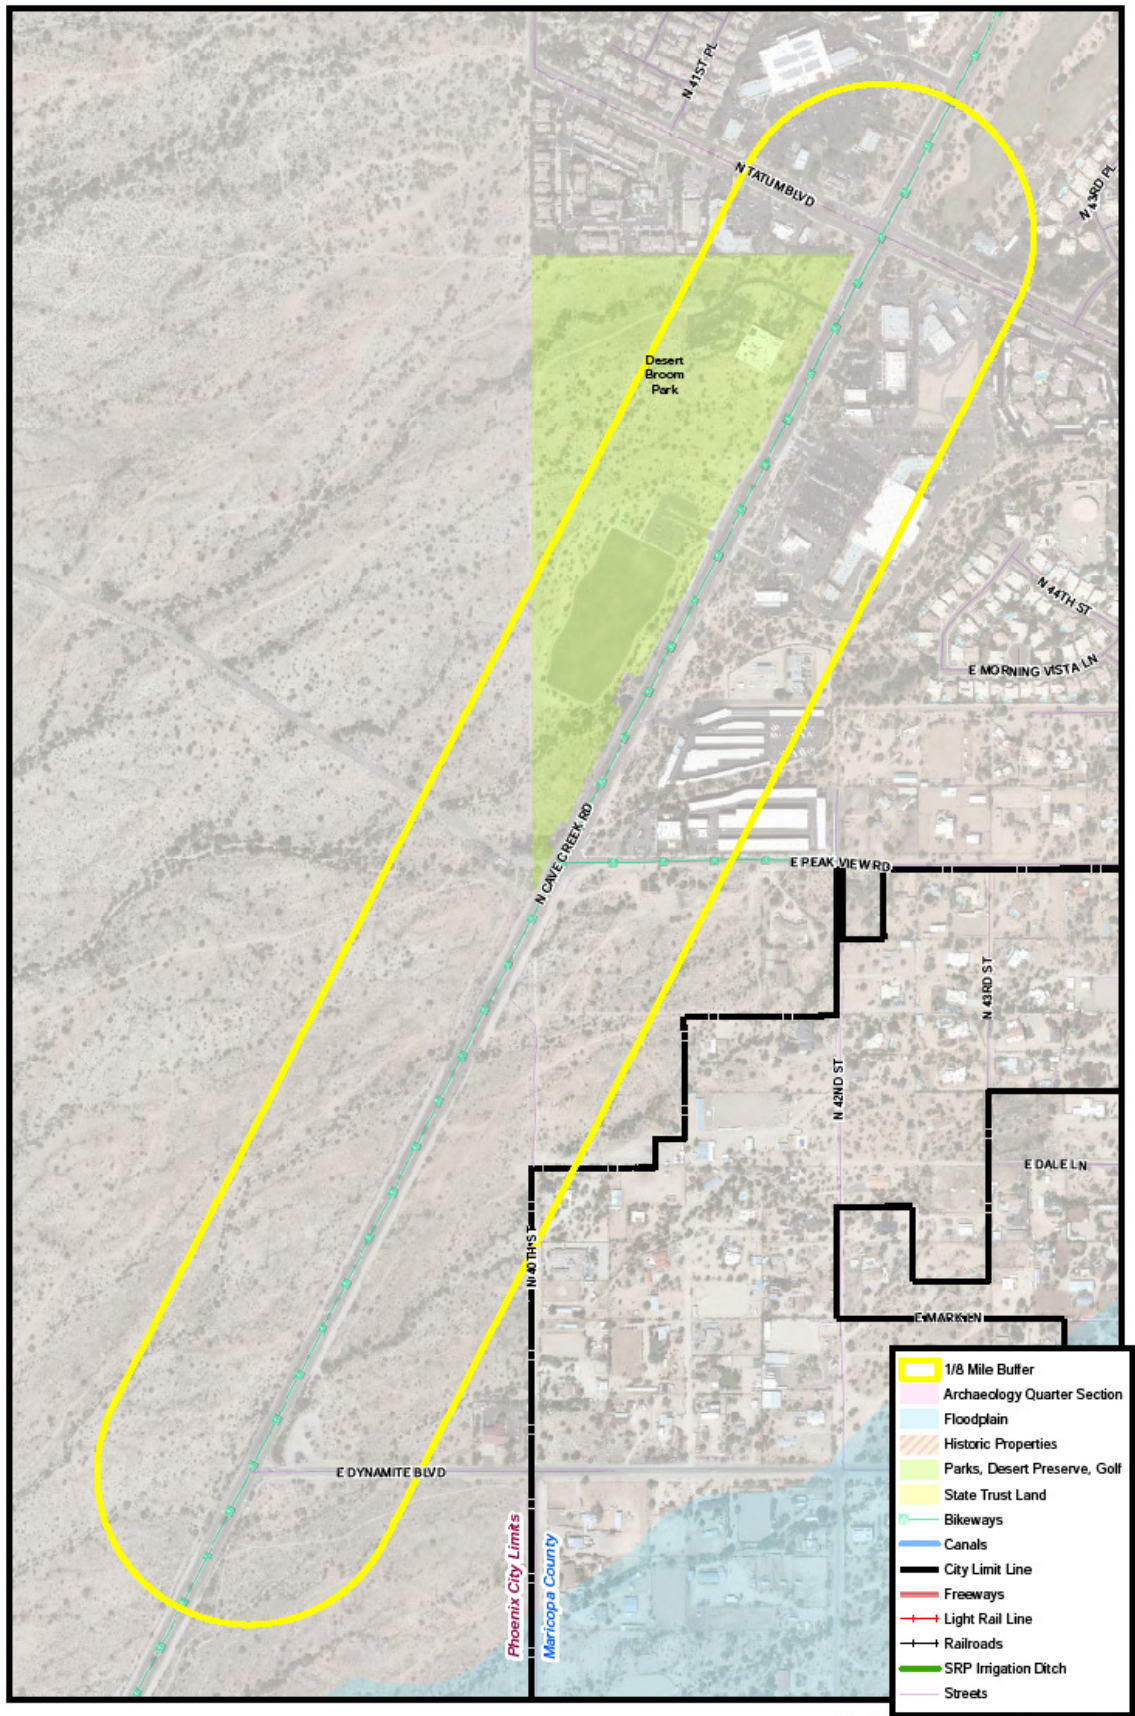 N 41ST PL
N TATUM BLVD
N 43RD PL
Desert
Broom
Park
N 44TH ST
E MORNING VISTA LN
N CAVE CREEK RD
E PEAK VIEW RD
N 43RD ST
N 42ND ST
E DALE LN
N 40TH ST
E MARK LN
E DYNAMITE BLVD
Phoenix City Limits
Maricopa County
1/8 Mile Buffer
Archaeology Quarter Section
Floodplain
Historic Properties
Parks, Desert Preserve, Golf
State Trust Land
Bikeways
Canals
City Limit Line
Freeways
Light Rail Line
Railroads
SRP Irrigation Ditch
Streets